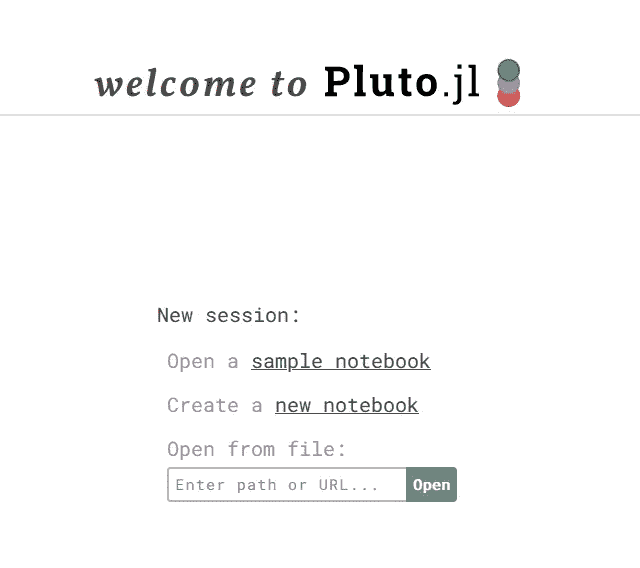 welcome to Pluto.jl
New session:
Open a sample notebook
Create a new notebook
Open from file:
Enter path or URL... Open